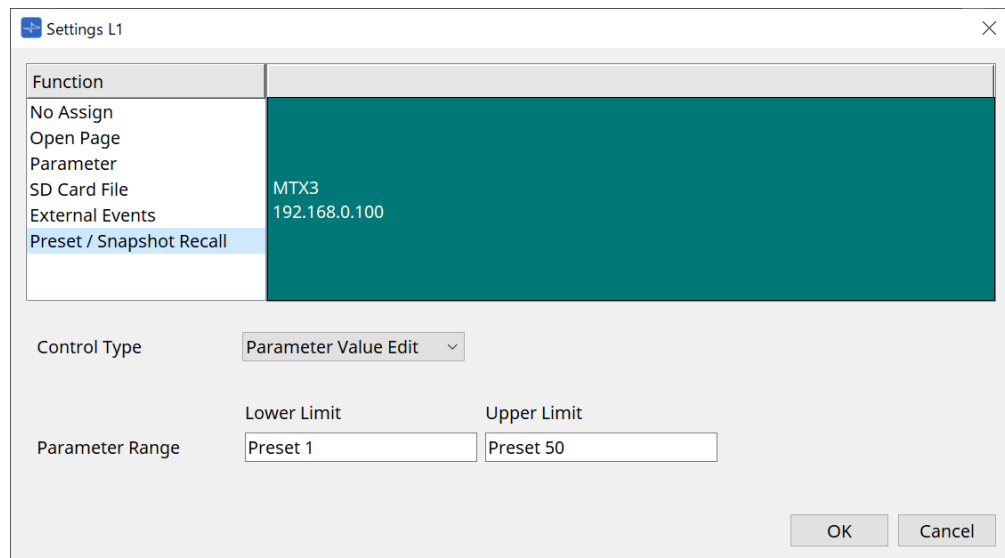 Settings L1
Function
No Assign
Open Page
Parameter
SD Card File
External Events
Preset / Snapshot Recall
MTX3
192.168.0.100
Control Type
Parameter Value Edit
Lower Limit
Upper Limit
Parameter Range
Preset 1
Preset 50
OK
Cancel